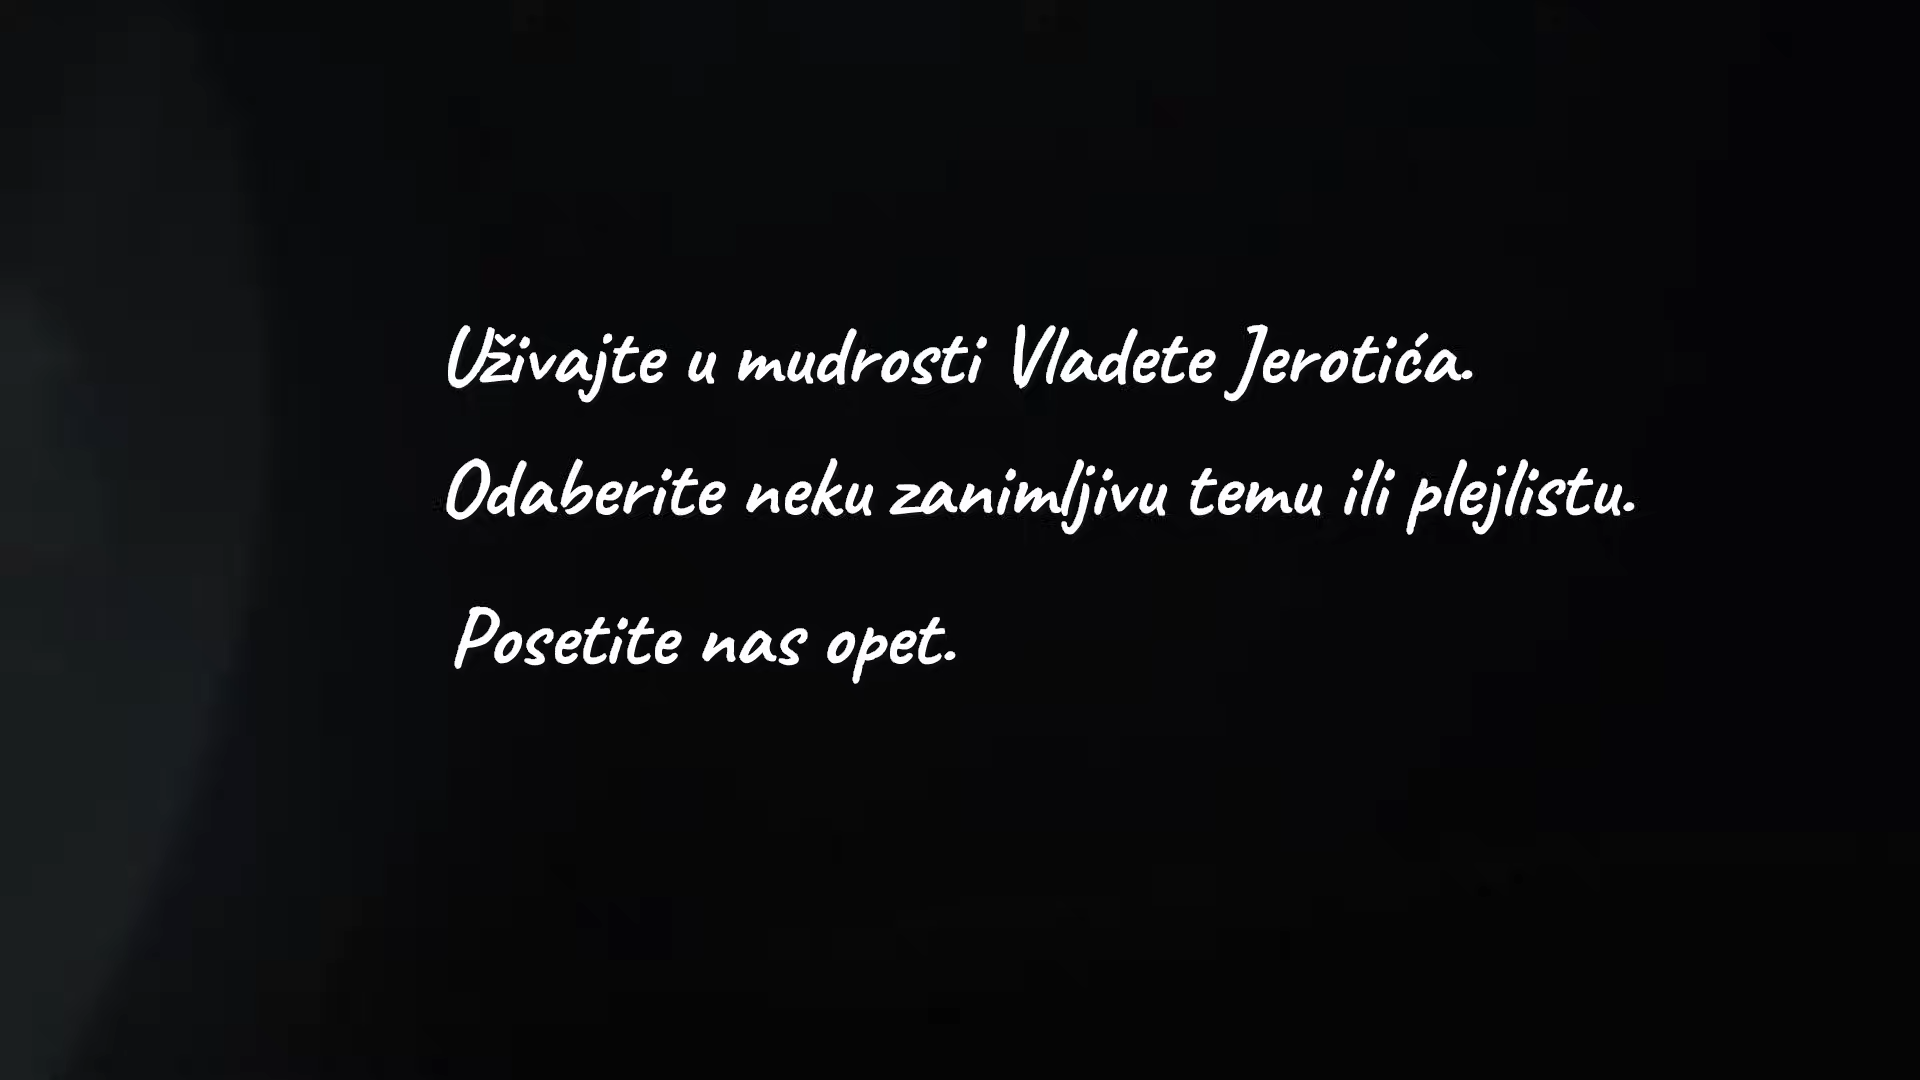 Uživajte u mudrosti Vladete Jerotića.
Odaberite neku zanimljivu temu ili plejlistu.
Posetite nas opet.